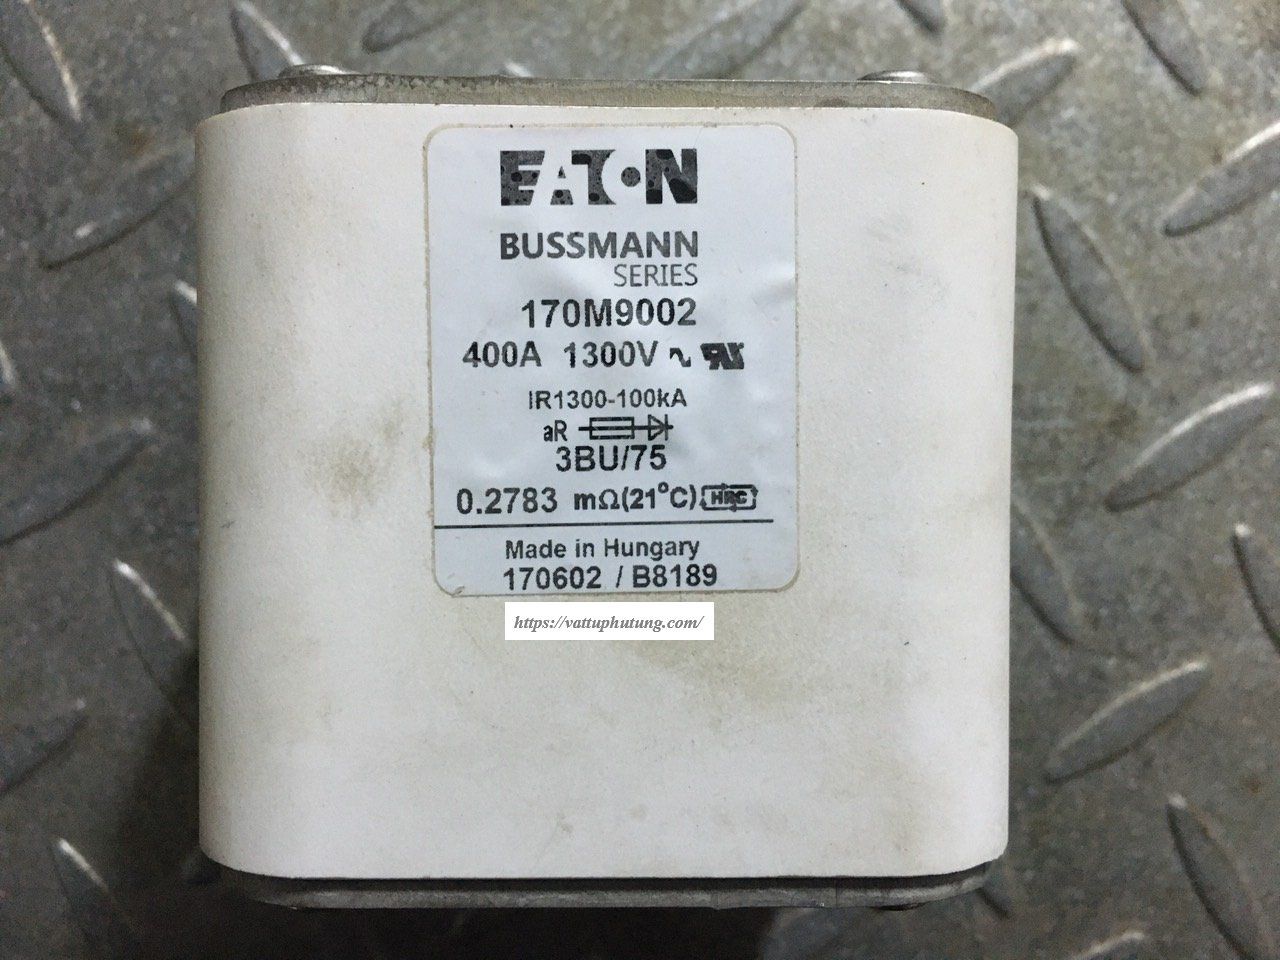 EATON
BUSSMANN
SERIES
170M9002
400A 1300V
IR1300-100kA
aR
3BU/75
0.2783 mΩ(21°C) HRC
Made in Hungary
170602 / B8189
https://vattuphutung.com/